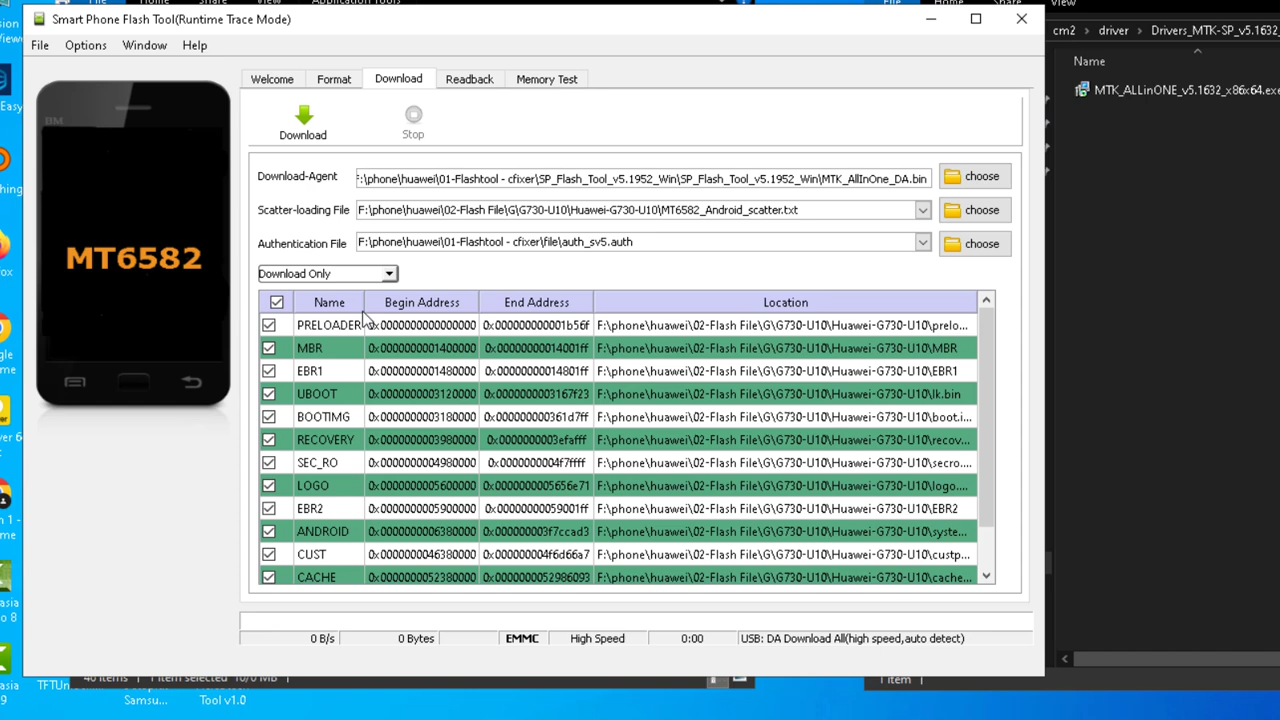 Smart Phone Flash Tool(Runtime Trace Mode)
File Options Window Help
Welcome Format Download Readback Memory Test
Download Stop
Download-Agent F:\phone\huawei\01-Flashtool - cfixer\SP_Flash_Tool_v5.1952_Win\SP_Flash_Tool_v5.1952_Win\MTK_AllInOne_DA.bin choose
Scatter-loading File F:\phone\huawei\02-Flash File\G\G730-U10\Huawei-G730-U10\MT6582_Android_scatter.txt choose
Authentication File F:\phone\huawei\01-Flashtool - cfixer\file\auth_sv5.auth choose
Download Only
Name Begin Address End Address Location
PRELOADER 0x0000000000000000 0x000000000001b56f F:\phone\huawei\02-Flash File\G\G730-U10\Huawei-G730-U10\prelo...
MBR 0x0000000001400000 0x00000000014001ff F:\phone\huawei\02-Flash File\G\G730-U10\Huawei-G730-U10\MBR
EBR1 0x0000000001480000 0x00000000014801ff F:\phone\huawei\02-Flash File\G\G730-U10\Huawei-G730-U10\EBR1
UBOOT 0x0000000003120000 0x0000000003167f23 F:\phone\huawei\02-Flash File\G\G730-U10\Huawei-G730-U10\lk.bin
BOOTIMG 0x0000000003180000 0x000000000361d7ff F:\phone\huawei\02-Flash File\G\G730-U10\Huawei-G730-U10\boot.i...
RECOVERY 0x0000000003980000 0x0000000003efafff F:\phone\huawei\02-Flash File\G\G730-U10\Huawei-G730-U10\recov...
SEC_RO 0x0000000004980000 0x0000000004f7ffff F:\phone\huawei\02-Flash File\G\G730-U10\Huawei-G730-U10\secro....
LOGO 0x0000000005600000 0x0000000005656e71 F:\phone\huawei\02-Flash File\G\G730-U10\Huawei-G730-U10\logo....
EBR2 0x0000000005900000 0x00000000059001ff F:\phone\huawei\02-Flash File\G\G730-U10\Huawei-G730-U10\EBR2
ANDROID 0x0000000006380000 0x000000003f7ccad3 F:\phone\huawei\02-Flash File\G\G730-U10\Huawei-G730-U10\syste...
CUST 0x0000000046380000 0x000000004f6d66a7 F:\phone\huawei\02-Flash File\G\G730-U10\Huawei-G730-U10\custp...
CACHE 0x0000000052380000 0x0000000052986093 F:\phone\huawei\02-Flash File\G\G730-U10\Huawei-G730-U10\cache...
0 B/s 0 Bytes EMMC High Speed 0:00 USB: DA Download All(high speed,auto detect)
BM
MT6582
View
cm2 driver Drivers_MTK-SP_v5.1632_
Name
MTK_ALLinONE_v5.1632_x86x64.exe
1 item
Samsu...
Tool v1.0